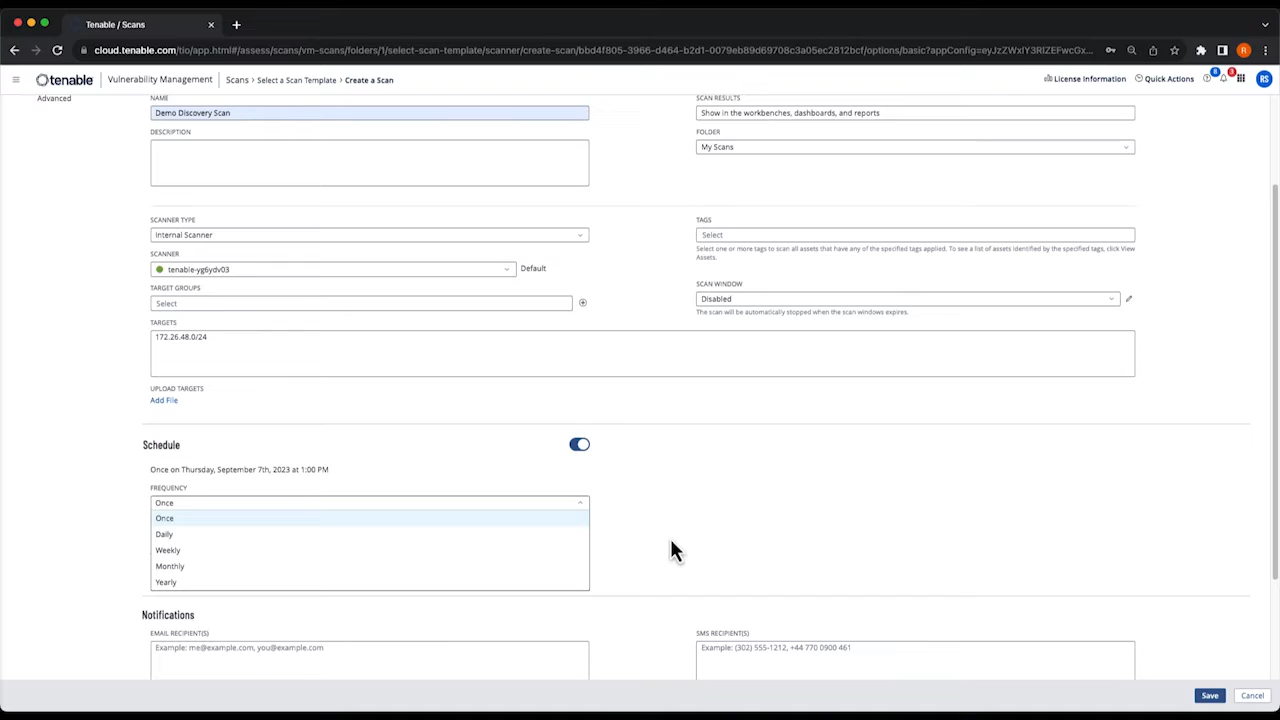 Tenable / Scans
cloud.tenable.com/tio/app.html#/assess/scans/vm-scans/folders/1/select-scan-template/scanner/create-scan/bbd4f805-3966-d464-b2d1-0079eb89d69708c3a05ec2812bcf/options/basic?appConfig=eyJzZWxlY3RlZEFwcCI6Gx...
R
tenable Vulnerability Management Scans > Select a Scan Template > Create a Scan
License Information Quick Actions 8 3 RS
Advanced
NAME
Demo Discovery Scan
SCAN RESULTS
Show in the workbenches, dashboards, and reports
DESCRIPTION
FOLDER
My Scans
SCANNER TYPE
Internal Scanner
TAGS
Select
Select one or more tags to scan all assets that have any of the specified tags applied. To see a list of assets identified by the specified tags, click View
Assets.
SCANNER
tenable-yg6ydv03 Default
TARGET GROUPS
Select
SCAN WINDOW
Disabled
The scan will be automatically stopped when the scan windows expires.
TARGETS
172.26.48.0/24
UPLOAD TARGETS
Add File
Schedule
Once on Thursday, September 7th, 2023 at 1:00 PM
FREQUENCY
Once
Once
Daily
Weekly
Monthly
Yearly
Notifications
EMAIL RECIPIENT(S)
Example: me@example.com, you@example.com
SMS RECIPIENT(S)
Example: (302) 555-1212, +44 770 0900 461
Save Cancel